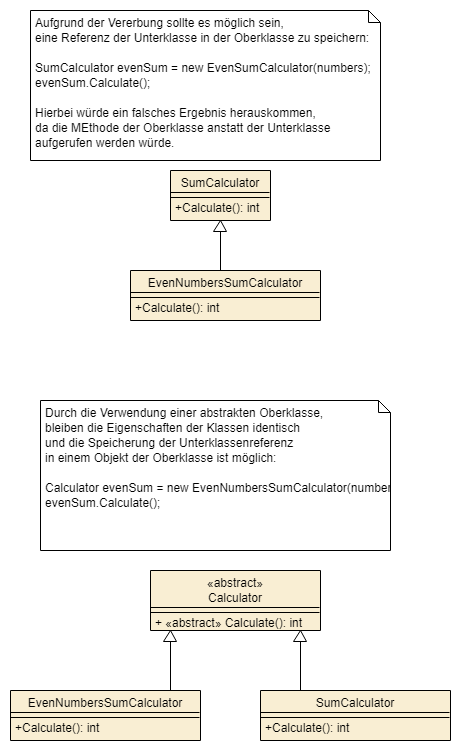 Aufgrund der Vererbung sollte es möglich sein,
eine Referenz der Unterklasse in der Oberklasse zu speichern:
SumCalculator evenSum = new EvenSumCalculator(numbers);
evenSum.Calculate();
Hierbei würde ein falsches Ergebnis herauskommen,
da die MEthode der Oberklasse anstatt der Unterklasse
aufgerufen werden würde.
SumCalculator
+Calculate(): int
EvenNumbersSumCalculator
+Calculate(): int
Durch die Verwendung einer abstrakten Oberklasse,
bleiben die Eigenschaften der Klassen identisch
und die Speicherung der Unterklassenreferenz
in einem Objekt der Oberklasse ist möglich:
Calculator evenSum = new EvenNumbersSumCalculator(number
evenSum.Calculate();
«abstract»
Calculator
+ «abstract» Calculate(): int
EvenNumbersSumCalculator
+Calculate(): int
SumCalculator
+Calculate(): int